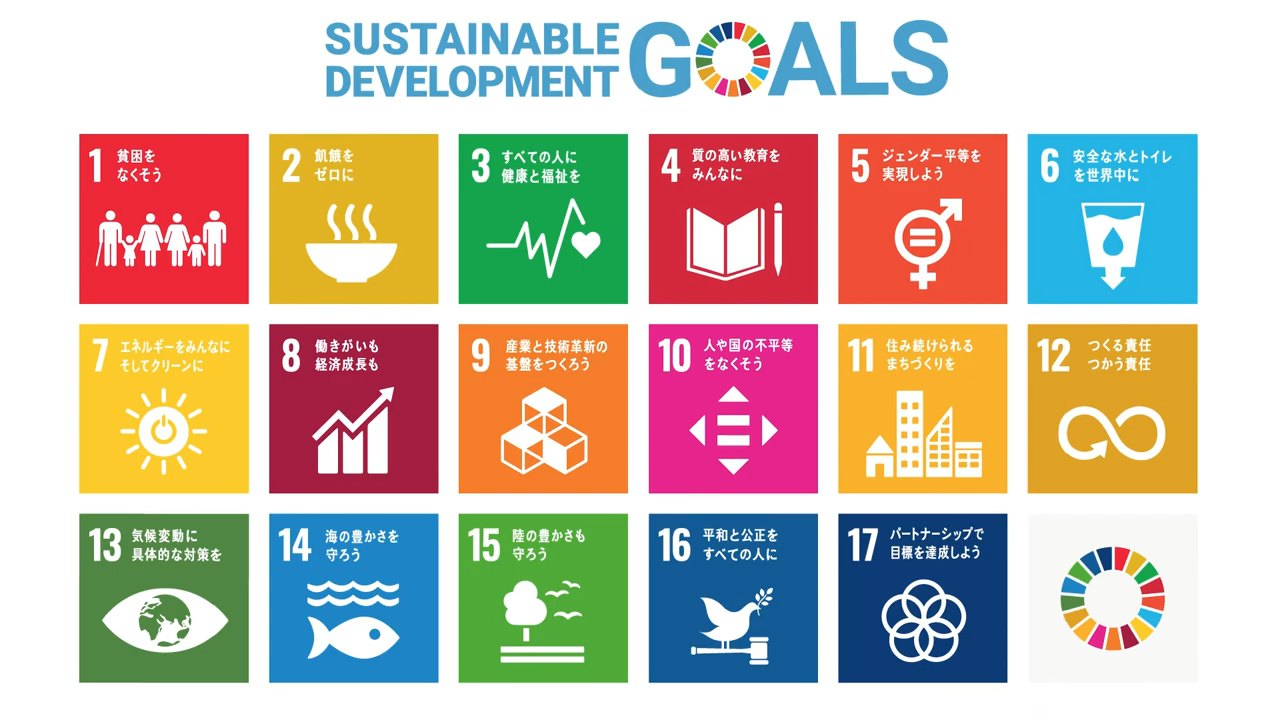 SUSTAINABLE
DEVELOPMENT
GOALS
1 貧困を
なくそう
2 飢餓を
ゼロに
3 すべての人に
健康と福祉を
4 質の高い教育を
みんなに
5 ジェンダー平等を
実現しよう
6 安全な水とトイレ
を世界中に
7 エネルギーをみんなに
そしてクリーンに
8 働きがいも
経済成長も
9 産業と技術革新の
基盤をつくろう
10 人や国の不平等
をなくそう
11 住み続けられる
まちづくりを
12 つくる責任
つかう責任
13 気候変動に
具体的な対策を
14 海の豊かさを
守ろう
15 陸の豊かさも
守ろう
16 平和と公正を
すべての人に
17 パートナーシップで
目標を達成しよう